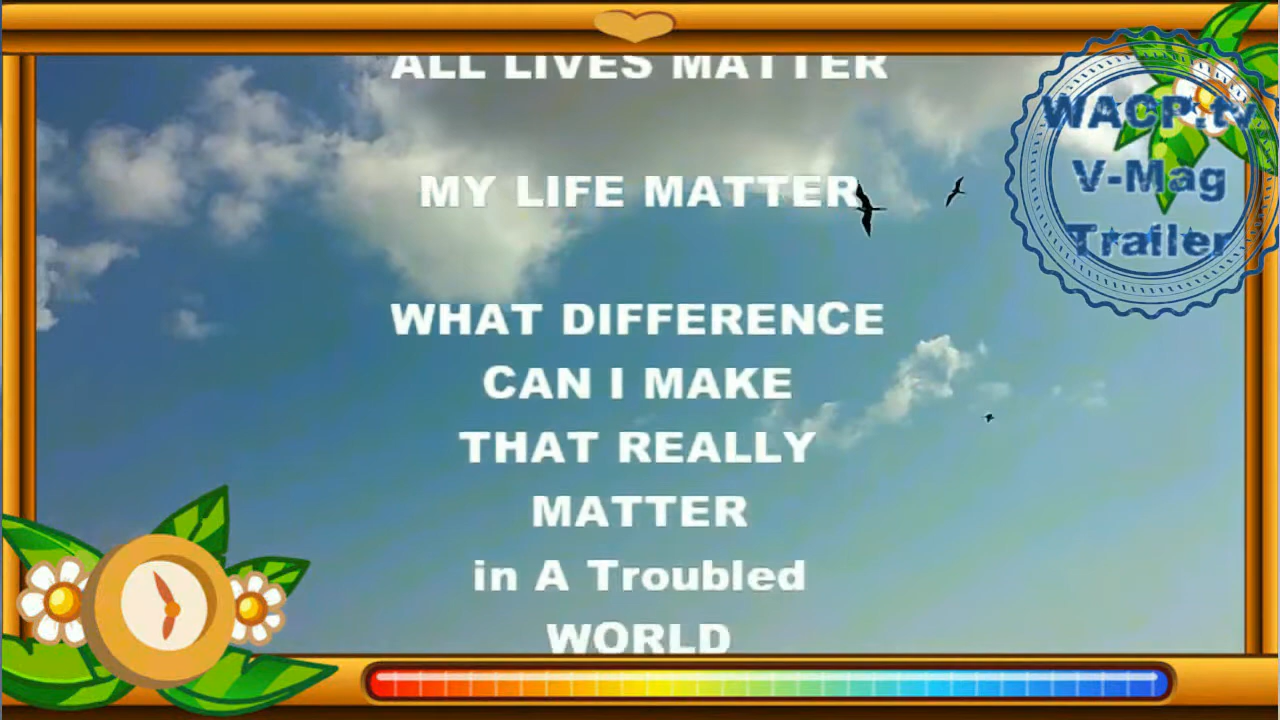 ALL LIVES MATTER
MY LIFE MATTER
WHAT DIFFERENCE
CAN I MAKE
THAT REALLY
MATTER
in A Troubled
WORLD
WACP.tv
V-Mag
Trailer